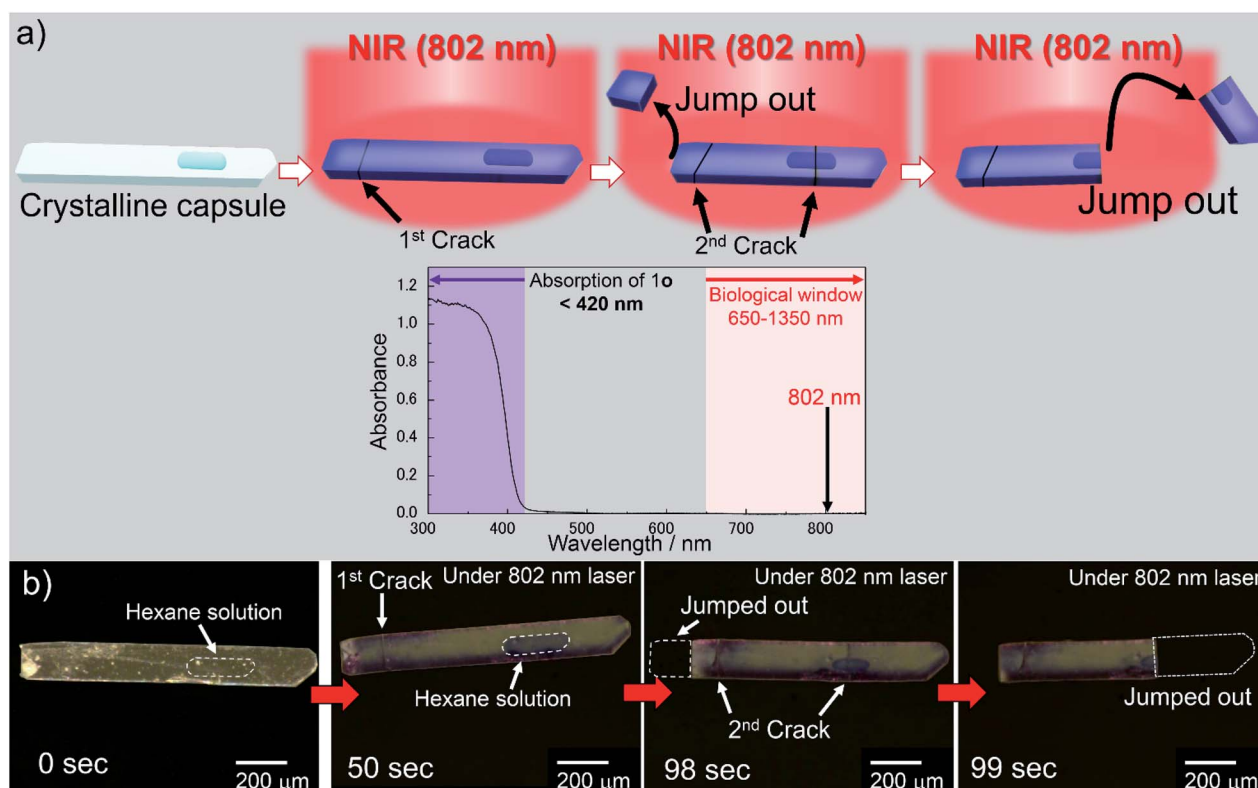 a)
NIR (802 nm)
NIR (802 nm)
NIR (802 nm)
Jump out
Crystalline capsule
Jump out
1st Crack
2nd Crack
Absorption of 1o
< 420 nm
Biological window
650-1350 nm
802 nm
Absorbance
1.2
1.0
0.8
0.6
0.4
0.2
0.0
300
400
500
600
700
800
Wavelength / nm
b)
Hexane solution
0 sec
200 μm
1st Crack
Under 802 nm laser
Hexane solution
50 sec
200 μm
Under 802 nm laser
Jumped out
2nd Crack
98 sec
200 μm
Under 802 nm laser
Jumped out
99 sec
200 μm